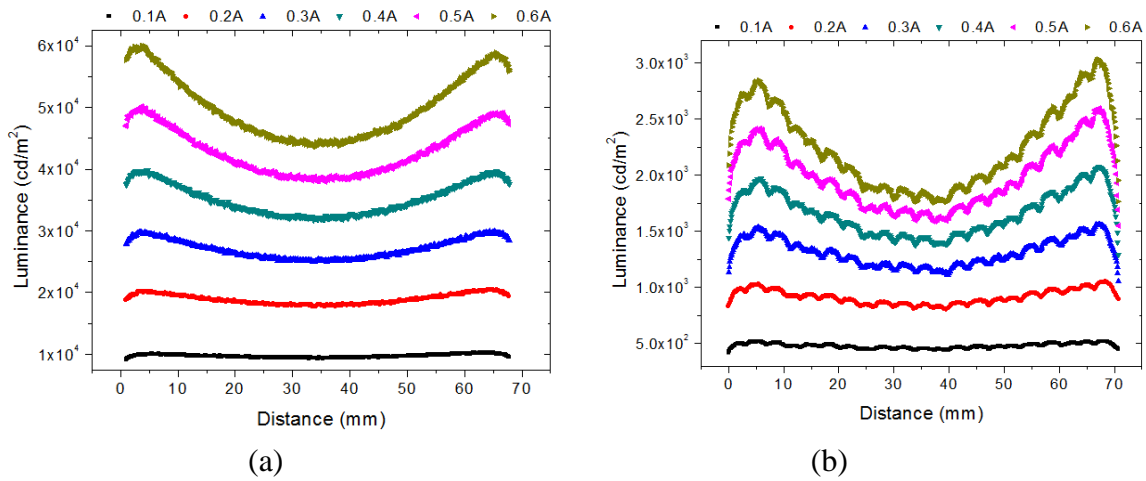 0.1A 0.2A 0.3A 0.4A 0.5A 0.6A
6x10⁴
5x10⁴
4x10⁴
3x10⁴
2x10⁴
1x10⁴
Luminance (cd/m²)
0 10 20 30 40 50 60 70
Distance (mm)
(a)
0.1A 0.2A 0.3A 0.4A 0.5A 0.6A
3.0x10³
2.5x10³
2.0x10³
1.5x10³
1.0x10³
5.0x10²
Luminance (cd/m²)
0 10 20 30 40 50 60 70
Distance (mm)
(b)